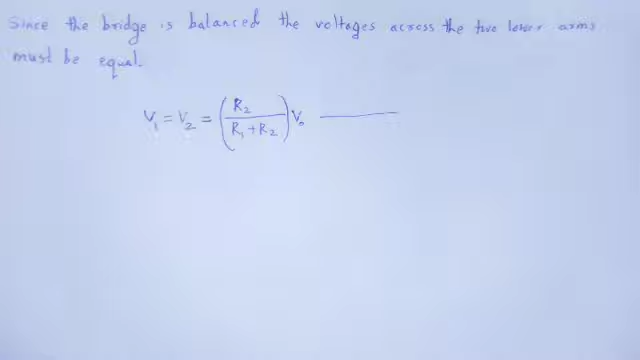 Since the bridge is balanced the voltages across the two lower arms
must be equal.
V₁ = V₂ = (R₂ / (R₁ + R₂)) V₀